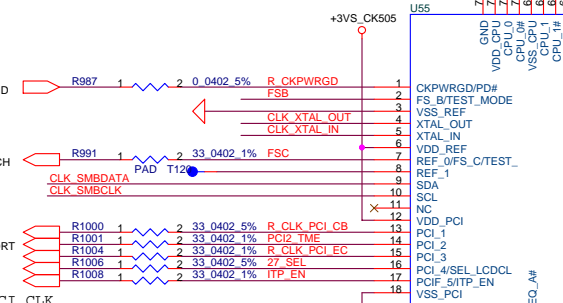 U55
+3VS_CK505
GND
VDD_CPU
CPU_0
CPU_0#
VSS_CPU
CPU_1
CPU_1#
D R987 1 2 0_0402_5% R_CKPWRGD 1 CKPWRGD/PD#
FSB 2 FS_B/TEST_MODE
3 VSS_REF
CLK_XTAL_OUT 4 XTAL_OUT
CLK_XTAL_IN 5 XTAL_IN
6 VDD_REF
CH R991 1 2 33_0402_1% FSC 7 REF_0/FS_C/TEST_
PAD T120 8 REF_1
CLK_SMBDATA 9 SDA
CLK_SMBCLK 10 SCL
11 NC
12 VDD_PCI
R1000 1 2 33_0402_5% R_CLK_PCI_CB 13 PCI_1
ORT R1001 1 2 33_0402_1% PCI2_TME 14 PCI_2
R1004 1 2 33_0402_1% R_CLK_PCI_EC 15 PCI_3
R1006 1 2 33_0402_5% 27_SEL 16 PCI_4/SEL_LCDCL
R1008 1 2 33_0402_1% ITP_EN 17 PCIF_5/ITP_EN
18 VSS_PCI
EQ_A#